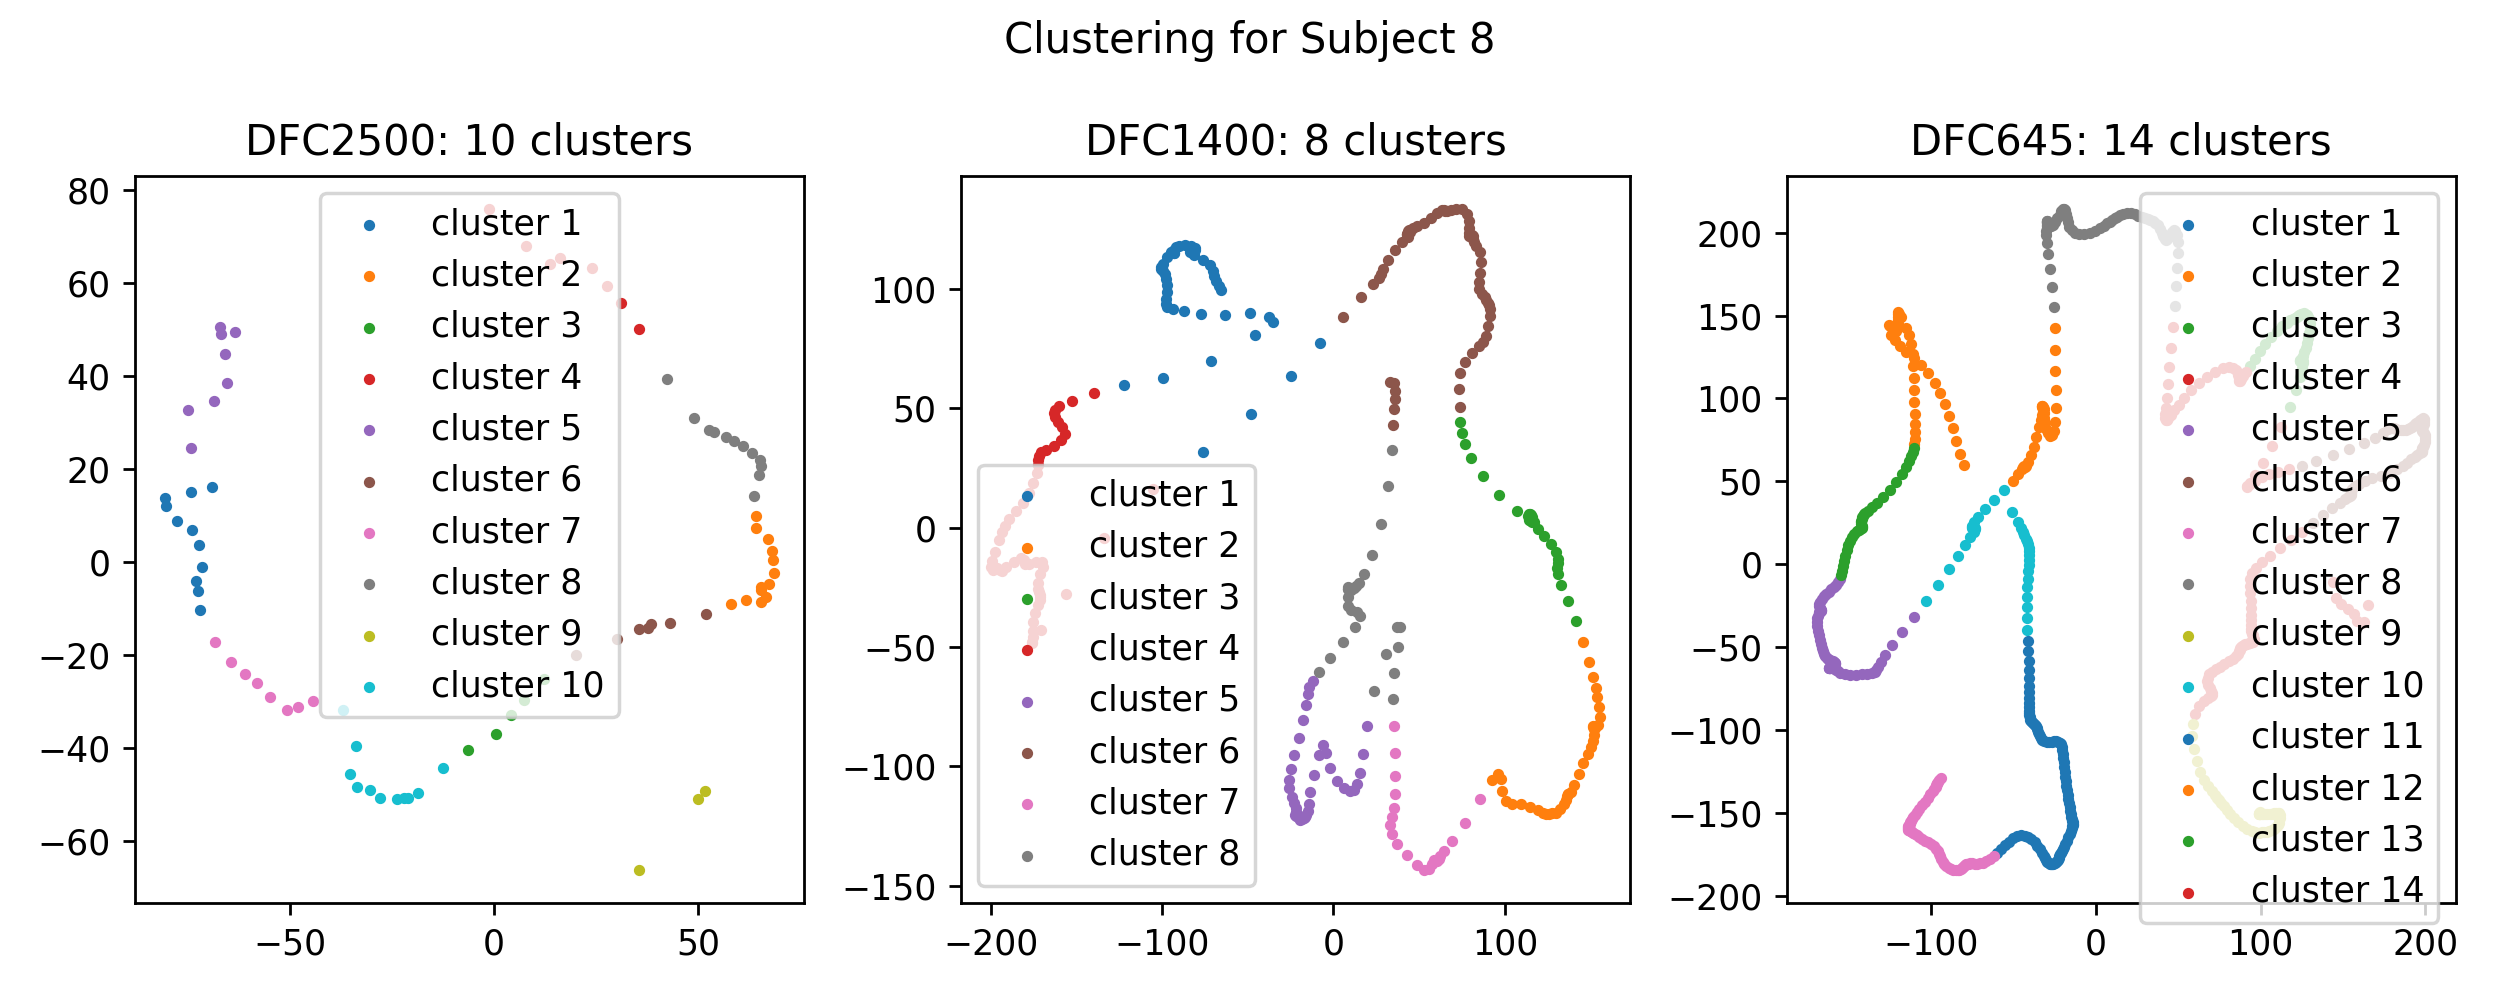 Clustering for Subject 8
DFC2500: 10 clusters
80
60
40
20
0
−20
−40
−60
−50
0
50
cluster 1
cluster 2
cluster 3
cluster 4
cluster 5
cluster 6
cluster 7
cluster 8
cluster 9
cluster 10
DFC1400: 8 clusters
100
50
0
−50
−100
−150
−200
−100
0
100
cluster 1
cluster 2
cluster 3
cluster 4
cluster 5
cluster 6
cluster 7
cluster 8
DFC645: 14 clusters
200
150
100
50
0
−50
−100
−150
−200
−100
0
100
200
cluster 1
cluster 2
cluster 3
cluster 4
cluster 5
cluster 6
cluster 7
cluster 8
cluster 9
cluster 10
cluster 11
cluster 12
cluster 13
cluster 14